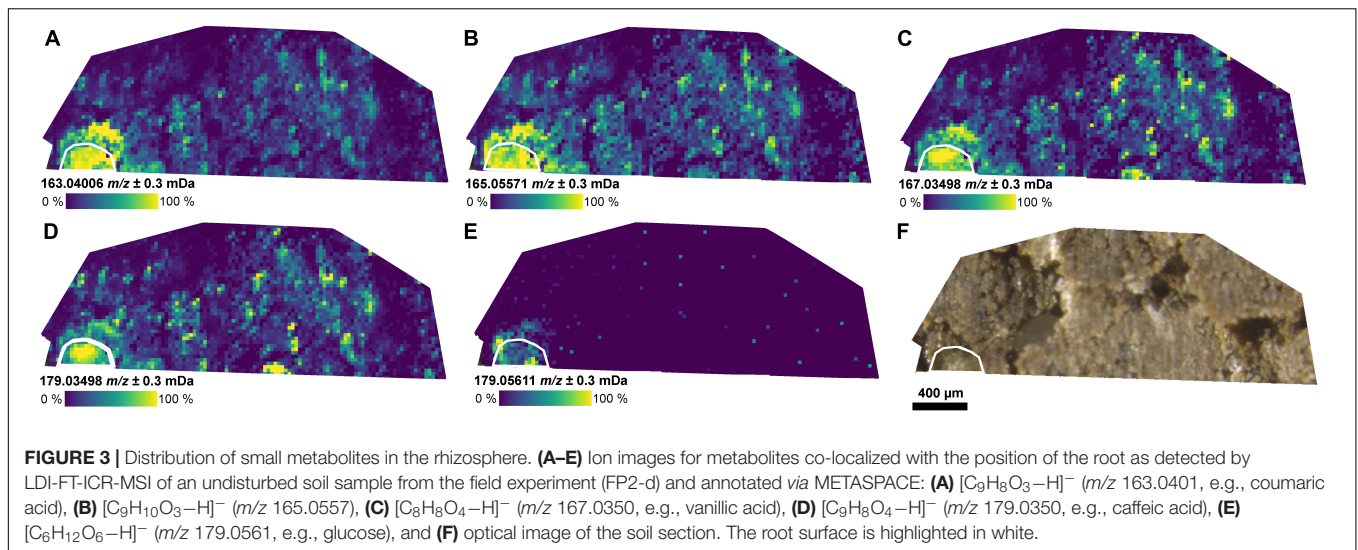 A
B
C
163.04006 m/z ± 0.3 mDa
0 % 100 %
165.05571 m/z ± 0.3 mDa
0 % 100 %
167.03498 m/z ± 0.3 mDa
0 % 100 %
D
E
F
179.03498 m/z ± 0.3 mDa
0 % 100 %
179.05611 m/z ± 0.3 mDa
0 % 100 %
400 µm
FIGURE 3 | Distribution of small metabolites in the rhizosphere. (A–E) Ion images for metabolites co-localized with the position of the root as detected by
LDI-FT-ICR-MSI of an undisturbed soil sample from the field experiment (FP2-d) and annotated via METASPACE: (A) [C9H8O3−H]− (m/z 163.0401, e.g., coumaric
acid), (B) [C9H10O3−H]− (m/z 165.0557), (C) [C8H8O4−H]− (m/z 167.0350, e.g., vanillic acid), (D) [C9H8O4−H]− (m/z 179.0350, e.g., caffeic acid), (E)
[C6H12O6−H]− (m/z 179.0561, e.g., glucose), and (F) optical image of the soil section. The root surface is highlighted in white.